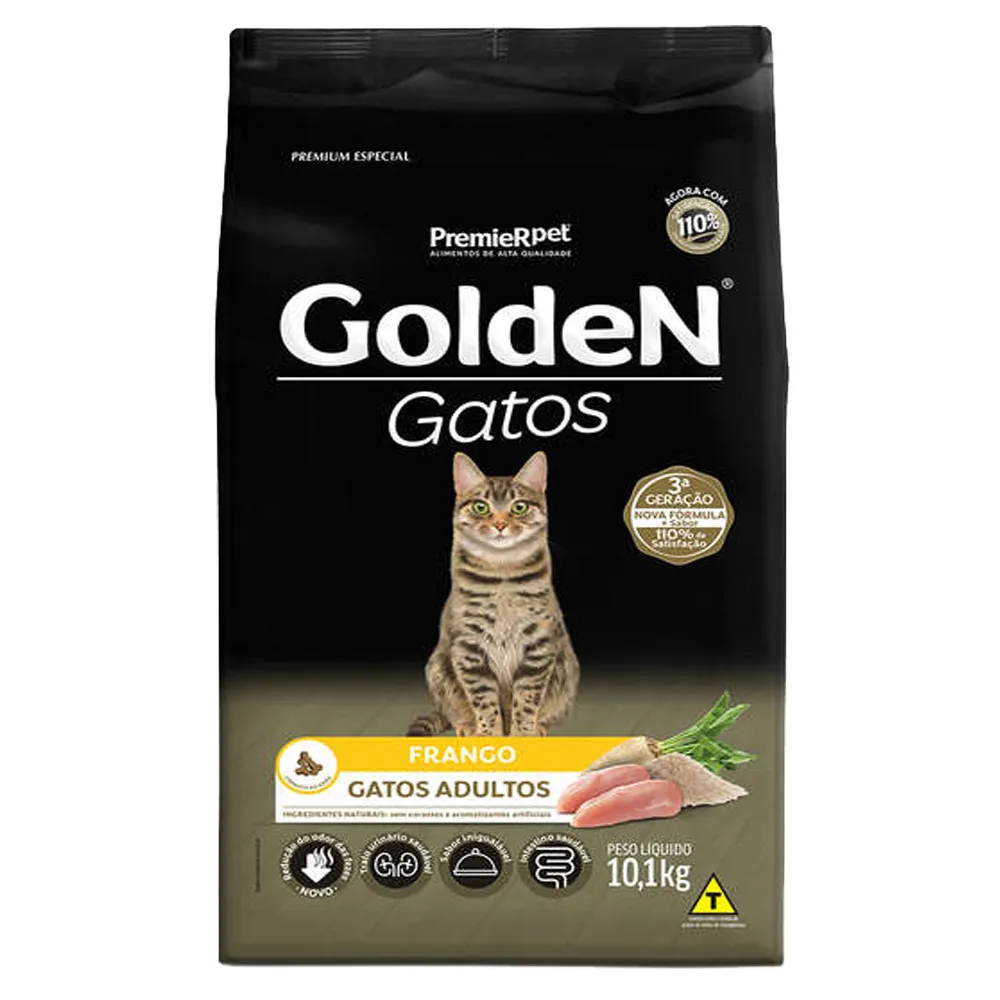 PREMIUM ESPECIAL
AGORA COM
SATISFAÇÃO
110%
PremieRpet®
ALIMENTOS DE ALTA QUALIDADE
GoldeN®
Gatos
3ª
GERAÇÃO
NOVA FÓRMULA
+ Sabor
110% de
Satisfação
FRANGO
GATOS ADULTOS
INGREDIENTES NATURAIS: sem corantes e aromatizantes artificiais
Redução do odor das fezes
NOVO
Trato urinário saudável
Sabor inigualável
Intestino saudável
PESO LÍQUIDO
10,1kg
T